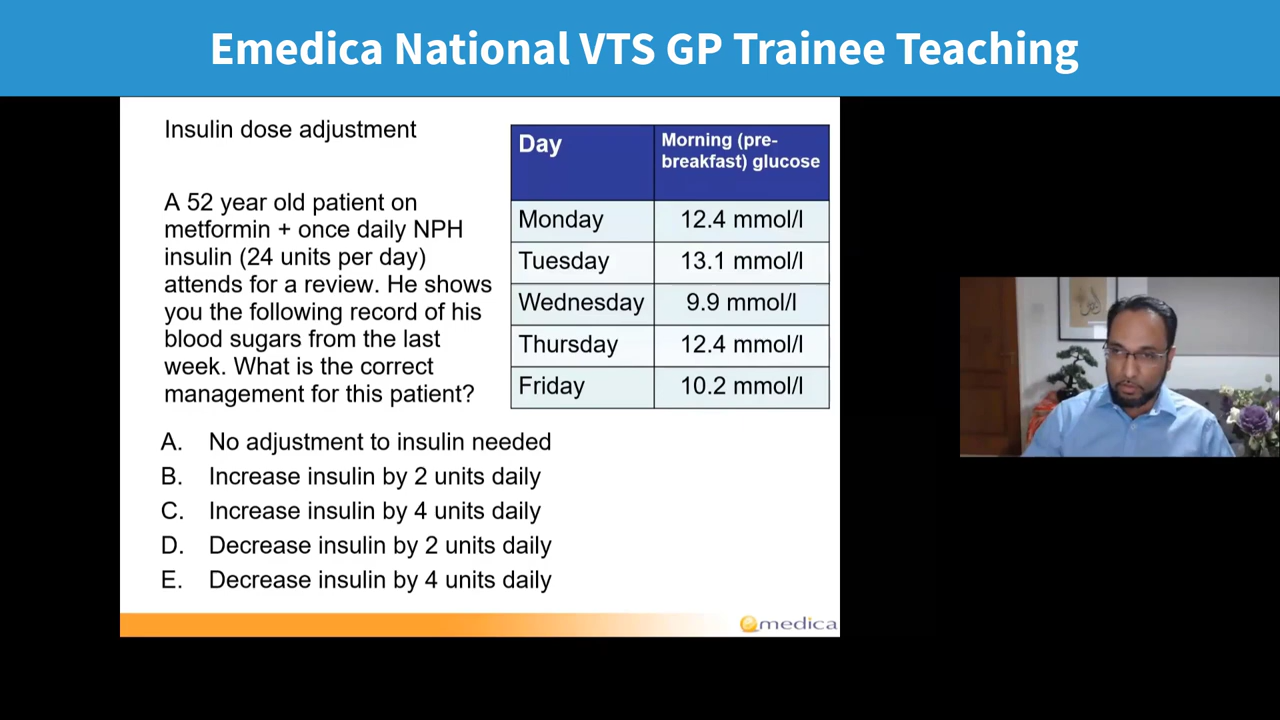 Emedica National VTS GP Trainee Teaching
Insulin dose adjustment
A 52 year old patient on
metformin + once daily NPH
insulin (24 units per day)
attends for a review. He shows
you the following record of his
blood sugars from the last
week. What is the correct
management for this patient?
Day Morning (pre-
breakfast) glucose
Monday 12.4 mmol/l
Tuesday 13.1 mmol/l
Wednesday 9.9 mmol/l
Thursday 12.4 mmol/l
Friday 10.2 mmol/l
A. No adjustment to insulin needed
B. Increase insulin by 2 units daily
C. Increase insulin by 4 units daily
D. Decrease insulin by 2 units daily
E. Decrease insulin by 4 units daily
emedica